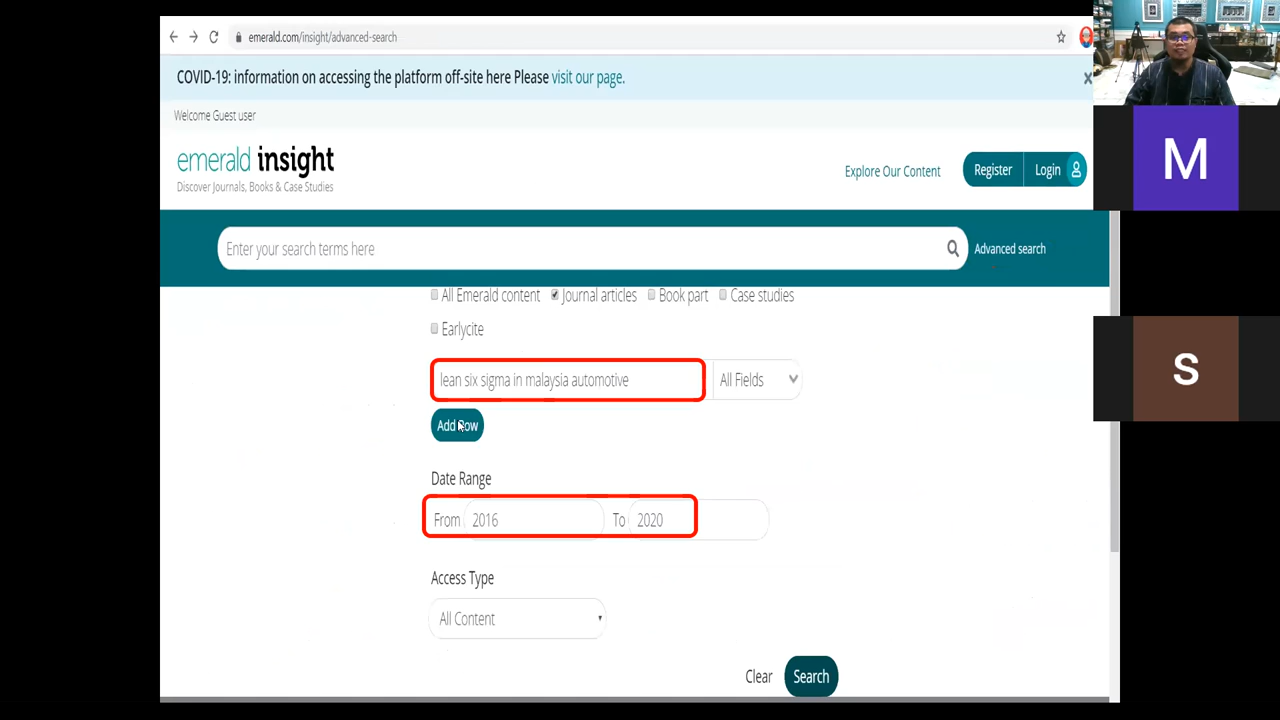 emerald.com/insight/advanced-search
COVID-19: information on accessing the platform off-site here Please visit our page.
Welcome Guest user
emerald insight
Discover Journals, Books & Case Studies
Explore Our Content
Register
Login
Enter your search terms here
Advanced search
All Emerald content
Journal articles
Book part
Case studies
Earlycite
lean six sigma in malaysia automotive
All Fields
Add Row
Date Range
From 2016 To 2020
Access Type
All Content
Clear
Search
M
S